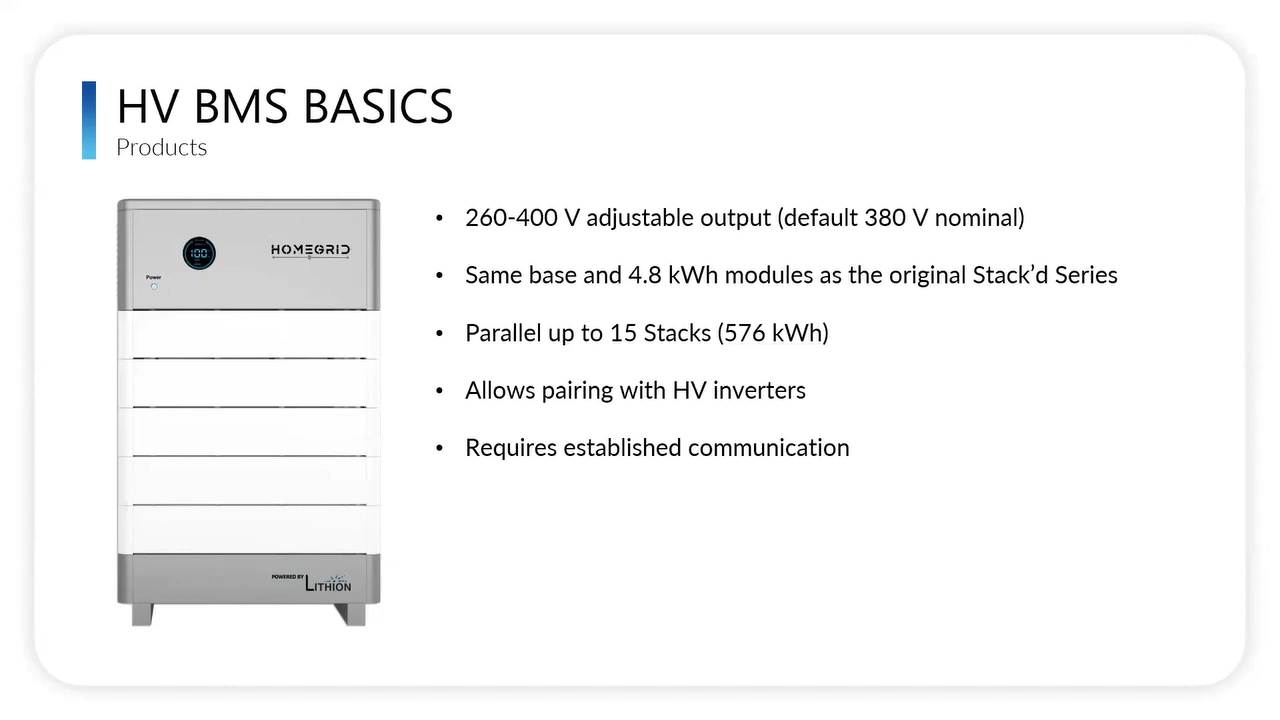 HV BMS BASICS
Products
100
HOMEGRID
Power
POWERED BY LITHION
• 260-400 V adjustable output (default 380 V nominal)
• Same base and 4.8 kWh modules as the original Stack’d Series
• Parallel up to 15 Stacks (576 kWh)
• Allows pairing with HV inverters
• Requires established communication